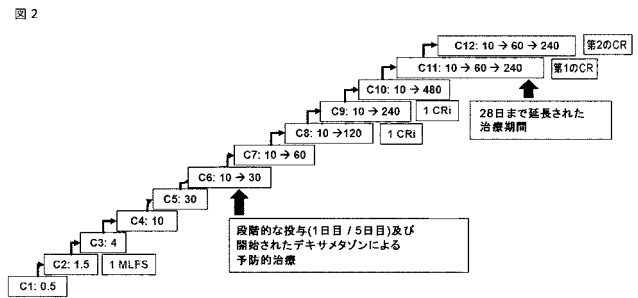 図2
C12: 10 → 60 → 240
第2のCR
C11: 10 → 60 → 240
第1のCR
C10: 10 → 480
C9: 10 → 240
1 CRi
28日まで延長された
治療期間
C8: 10 →120
1 CRi
C7: 10 → 60
C6: 10 → 30
C5: 30
C4: 10
段階的な投与(1日目 / 5日目)及び
開始されたデキサメタゾンによる
予防的治療
C3: 4
C2: 1.5
1 MLFS
C1: 0.5